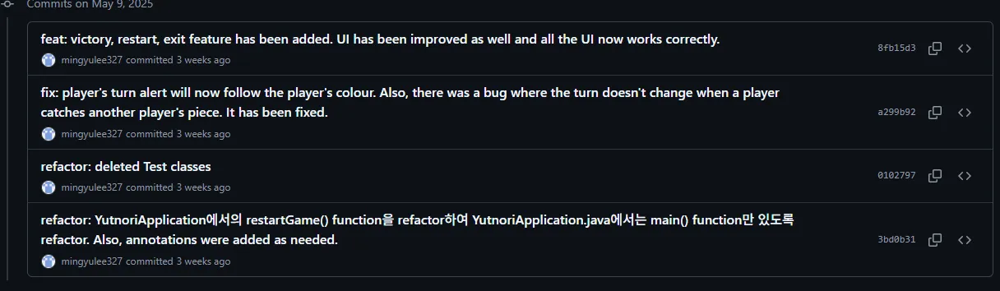 Commits on May 9, 2025
feat: victory, restart, exit feature has been added. UI has been improved as well and all the UI now works correctly.
8fb15d3
mingyulee327 committed 3 weeks ago
fix: player's turn alert will now follow the player's colour. Also, there was a bug where the turn doesn't change when a player
catches another player's piece. It has been fixed.
a299b92
mingyulee327 committed 3 weeks ago
refactor: deleted Test classes
0102797
mingyulee327 committed 3 weeks ago
refactor: YutnoriApplication에서의 restartGame() function을 refactor하여 YutnoriApplication.java에서는 main() function만 있도록
refactor. Also, annotations were added as needed.
3bd0b31
mingyulee327 committed 3 weeks ago